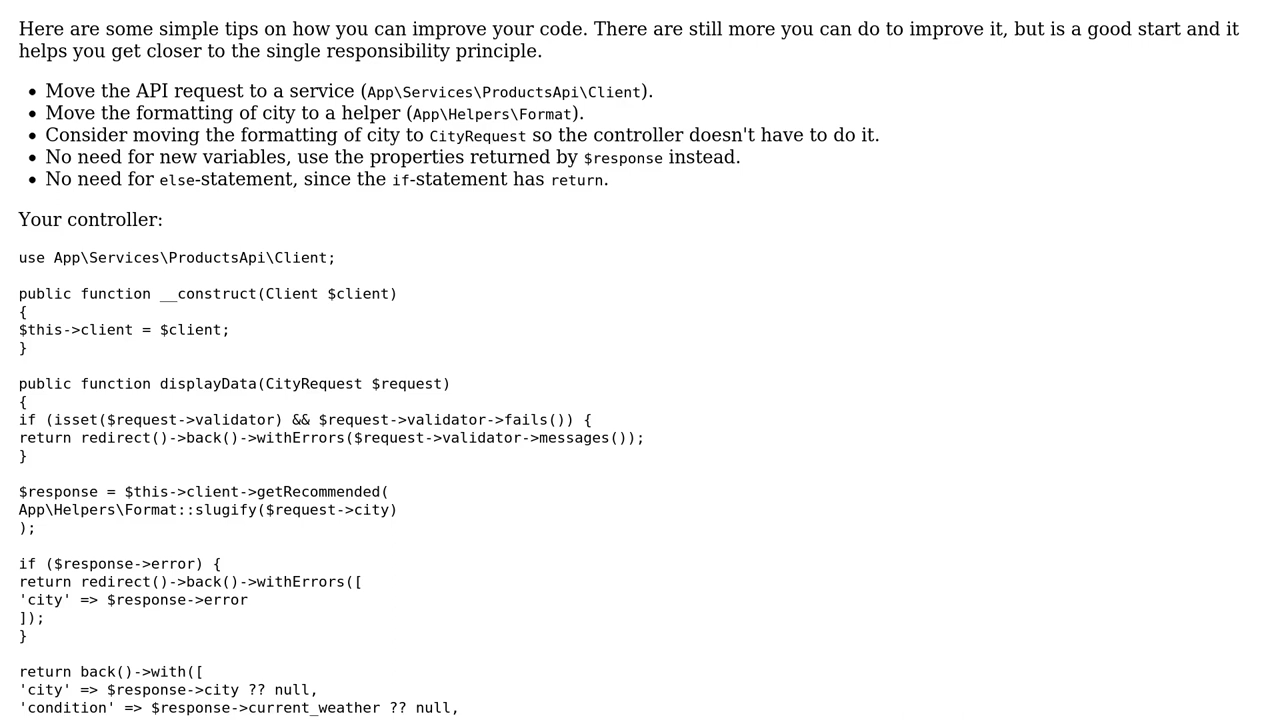 Here are some simple tips on how you can improve your code. There are still more you can do to improve it, but is a good start and it
helps you get closer to the single responsibility principle.
• Move the API request to a service (App\Services\ProductsApi\Client).
• Move the formatting of city to a helper (App\Helpers\Format).
• Consider moving the formatting of city to CityRequest so the controller doesn't have to do it.
• No need for new variables, use the properties returned by $response instead.
• No need for else-statement, since the if-statement has return.
Your controller:
use App\Services\ProductsApi\Client;
public function __construct(Client $client)
{
$this->client = $client;
}
public function displayData(CityRequest $request)
{
if (isset($request->validator) && $request->validator->fails()) {
return redirect()->back()->withErrors($request->validator->messages());
}
$response = $this->client->getRecommended(
App\Helpers\Format::slugify($request->city)
);
if ($response->error) {
return redirect()->back()->withErrors([
'city' => $response->error
]);
}
return back()->with([
'city' => $response->city ?? null,
'condition' => $response->current_weather ?? null,